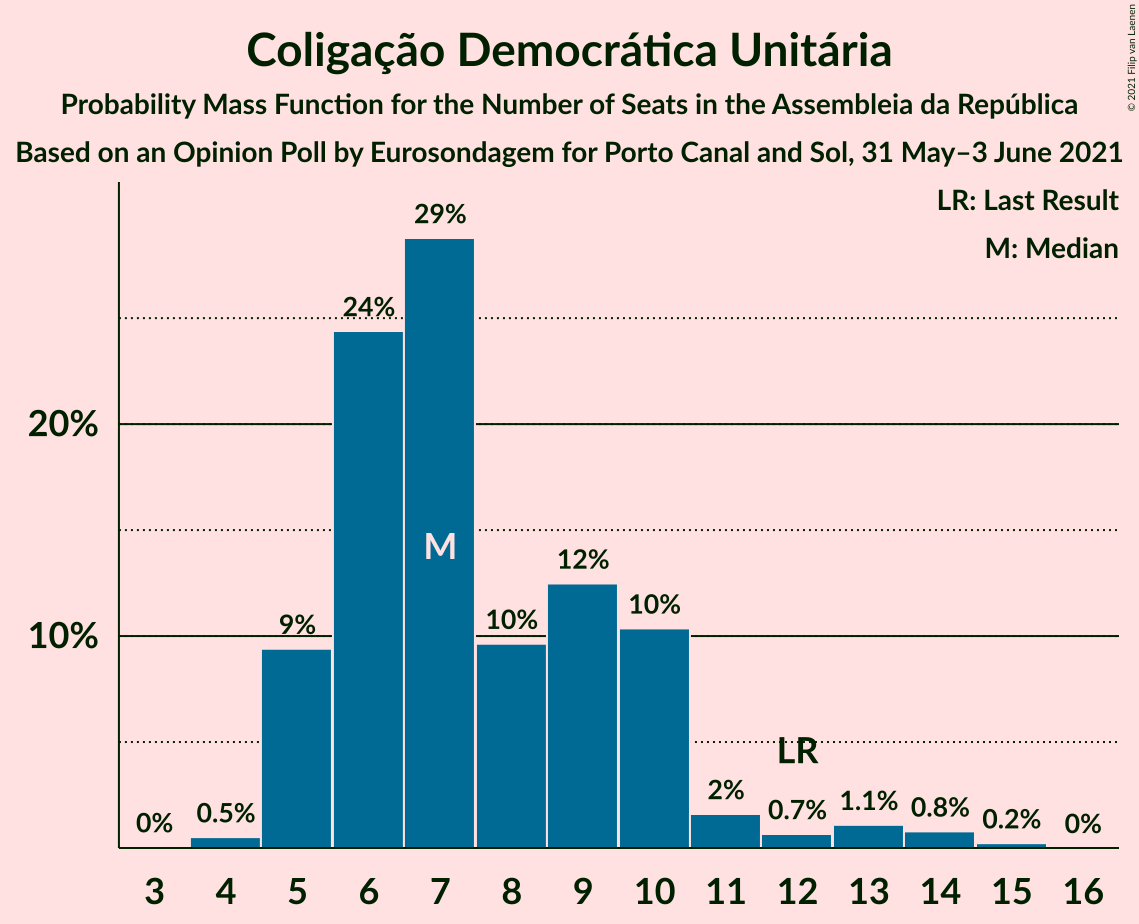 Coligação Democrática Unitária
Probability Mass Function for the Number of Seats in the Assembleia da República
Based on an Opinion Poll by Eurosondagem for Porto Canal and Sol, 31 May–3 June 2021
© 2021 Filip van Laenen
LR: Last Result
M: Median
29%
24%
20%
M
12%
10%
10%
9%
10%
LR
2%
1.1%
0.8%
0.7%
0.5%
0.2%
0%
0%
3 4 5 6 7 8 9 10 11 12 13 14 15 16